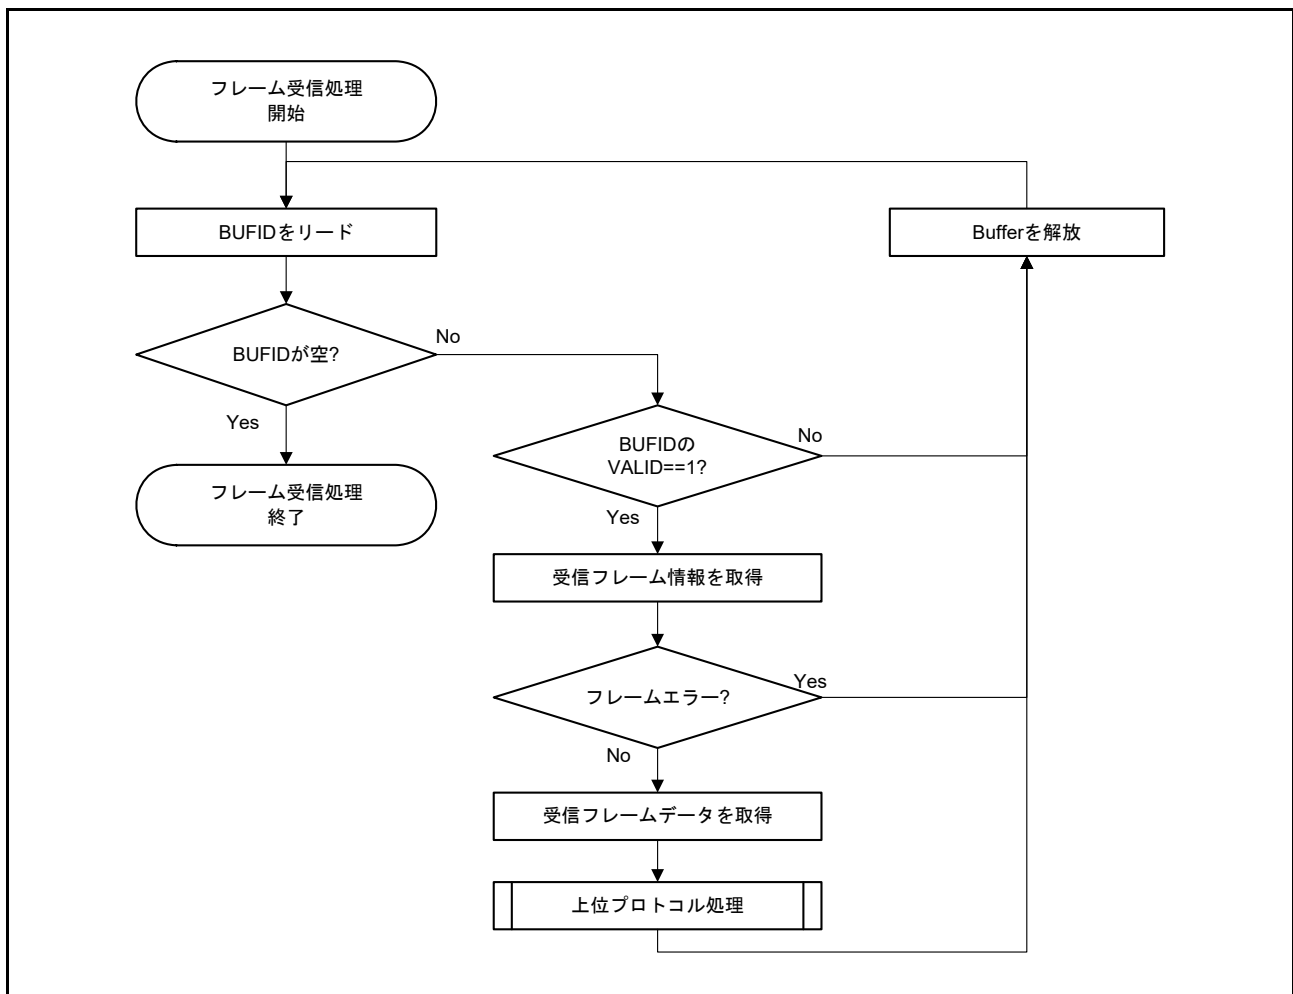 フレーム受信処理
開始
BUFIDをリード
Bufferを解放
BUFIDが空?
No
Yes
フレーム受信処理
終了
BUFIDの
VALID==1?
No
Yes
受信フレーム情報を取得
フレームエラー?
Yes
No
受信フレームデータを取得
上位プロトコル処理